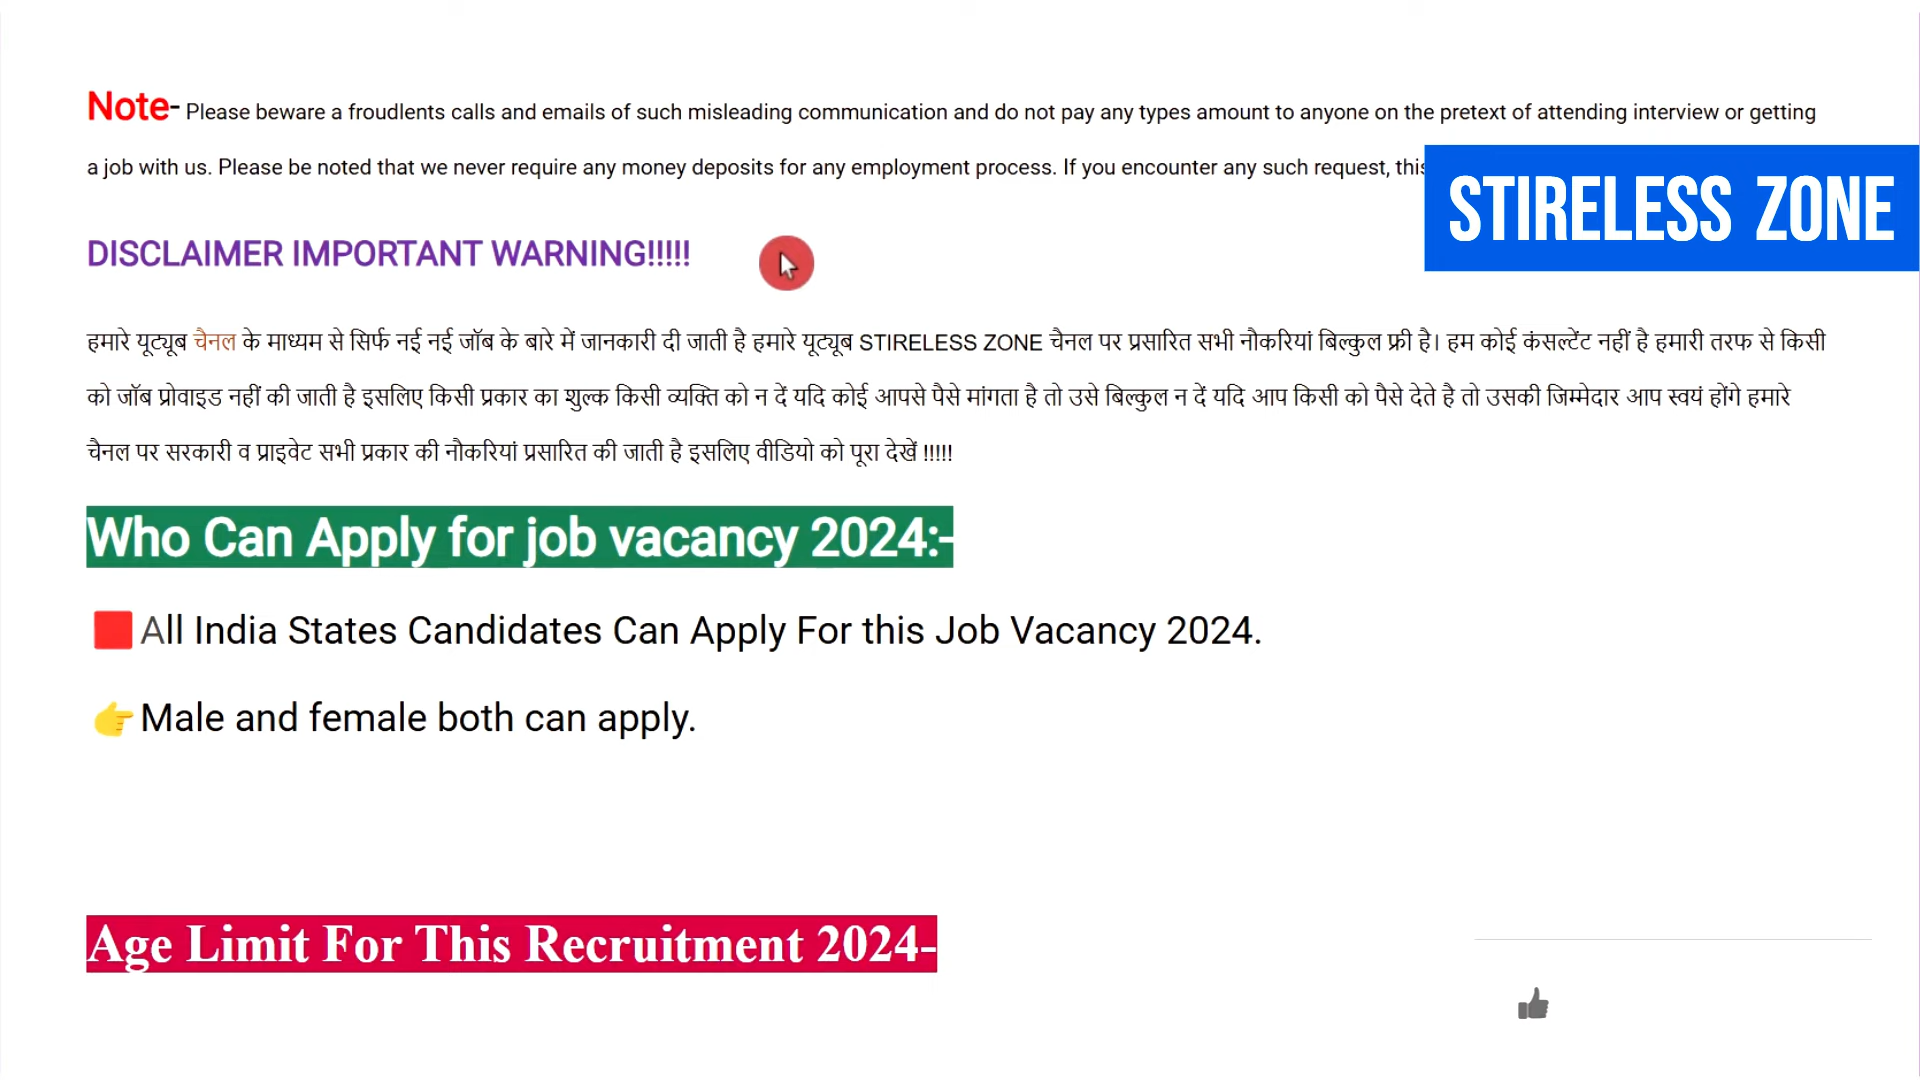 Note- Please beware a froudlents calls and emails of such misleading communication and do not pay any types amount to anyone on the pretext of attending interview or getting
a job with us. Please be noted that we never require any money deposits for any employment process. If you encounter any such request,
STIRELESS ZONE
DISCLAIMER IMPORTANT WARNING!!!!!
हमारे यूट्यूब चैनल के माध्यम से सिर्फ नई नई जॉब के बारे में जानकारी दी जाती है हमारे यूट्यूब STIRELESS ZONE चैनल पर प्रसारित सभी नौकरियां बिल्कुल फ्री है। हम कोई कंसल्टेंट नहीं है हमारी तरफ से किसी
को जॉब प्रोवाइड नहीं की जाती है इसलिए किसी प्रकार का शुल्क किसी व्यक्ति को न दें यदि कोई आपसे पैसे मांगता है तो उसे बिल्कुल न दें यदि आप किसी को पैसे देते है तो उसकी जिम्मेदार आप स्वयं होंगे हमारे
चैनल पर सरकारी व प्राइवेट सभी प्रकार की नौकरियां प्रसारित की जाती है इसलिए वीडियो को पूरा देखें !!!!!
Who Can Apply for job vacancy 2024:-
All India States Candidates Can Apply For this Job Vacancy 2024.
Male and female both can apply.
Age Limit For This Recruitment 2024-